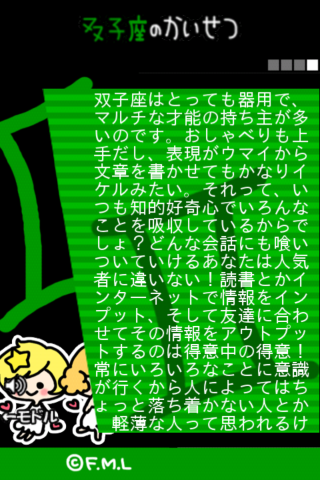 双子座のかいせつ
双子座はとっても器用で、
マルチな才能の持ち主が多
いのです。おしゃべりも上
手だし、表現がウマイから
文章を書かせてもかなりイ
ケルみたい。それって、い
つも知的好奇心でいろんな
ことを吸収しているからで
しょ？どんな会話にも喰い
ついていけるあなたは人気
者に違いない！読書とかイ
ンターネットで情報をイン
プット、そして友達に合わ
せてその情報をアウトプッ
トするのは得意中の得意！
常にいろいろなことに意識
が行くから人によってはち
ょっと落ち着かない人とか
、軽薄な人って思われるけ
モドル
©F.M.L